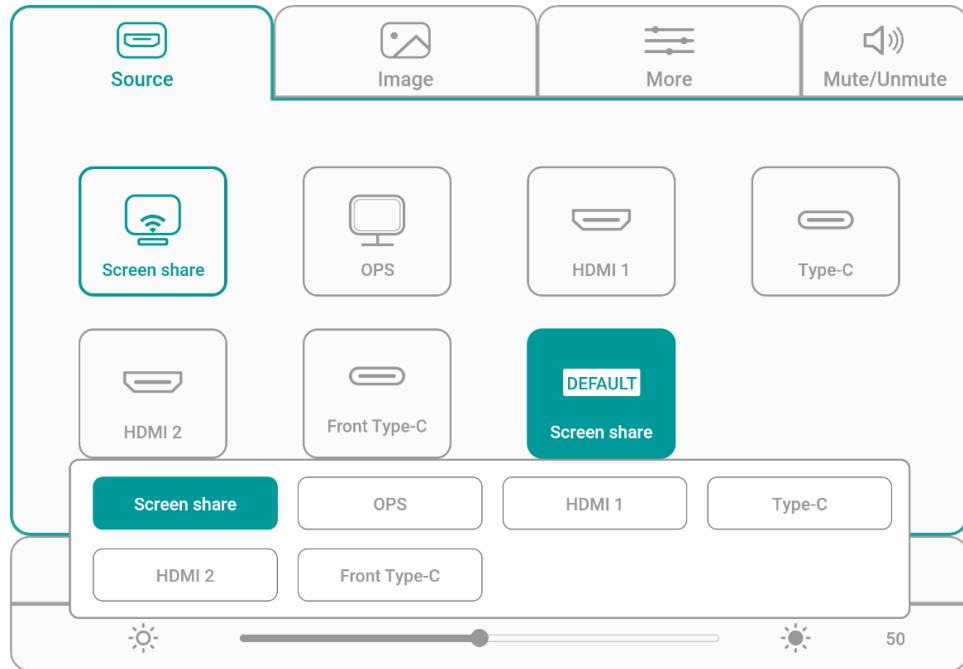 Source
Image
More
Mute/Unmute
Screen share
OPS
HDMI 1
Type-C
HDMI 2
Front Type-C
DEFAULT
Screen share
Screen share
OPS
HDMI 1
Type-C
HDMI 2
Front Type-C
50